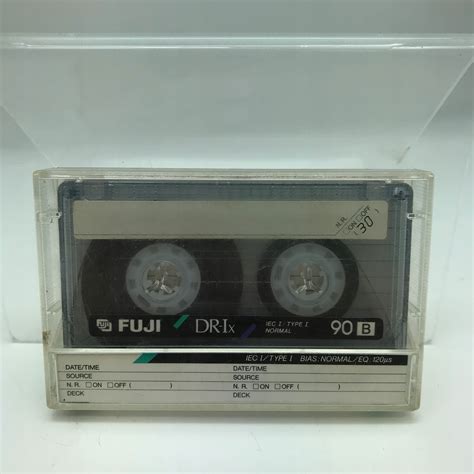 N. R.
□ON □OFF
( 30 )
Fuji FUJI DR-Ix IEC I / TYPE I NORMAL 90 B
IEC I / TYPE I BIAS: NORMAL/EQ. 120µs
DATE/TIME DATE/TIME
SOURCE SOURCE
N. R. □ON □OFF ( ) N. R. □ON □OFF ( )
DECK DECK